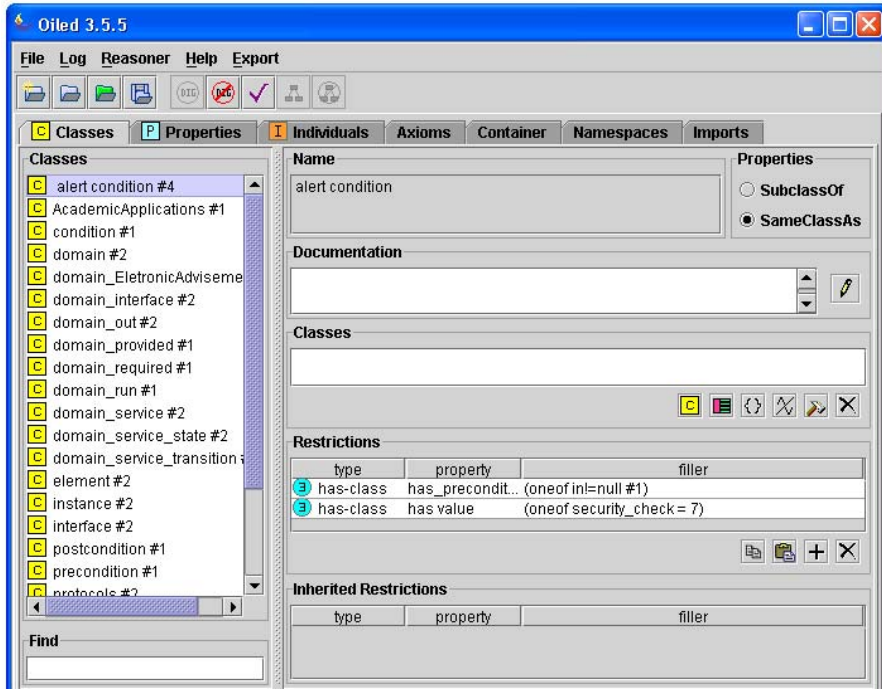 Oiled 3.5.5
File Log Reasoner Help Export
DIG DIG
C Classes P Properties I Individuals Axioms Container Namespaces Imports
Classes
C alert condition #4
C AcademicApplications #1
C condition #1
C domain #2
C domain_EletronicAdviseme
C domain_interface #2
C domain_out #2
C domain_provided #1
C domain_required #1
C domain_run #1
C domain_service #2
C domain_service_state #2
C domain_service_transition
C element #2
C instance #2
C interface #2
C postcondition #1
C precondition #1
C protocols #2
Find
Name
alert condition
Properties
SubclassOf
SameClassAs
Documentation
Classes
C {}
Restrictions
type property filler
∃ has-class has_precondit... (oneof in!=null #1)
∃ has-class has value (oneof security_check = 7)
Inherited Restrictions
type property filler